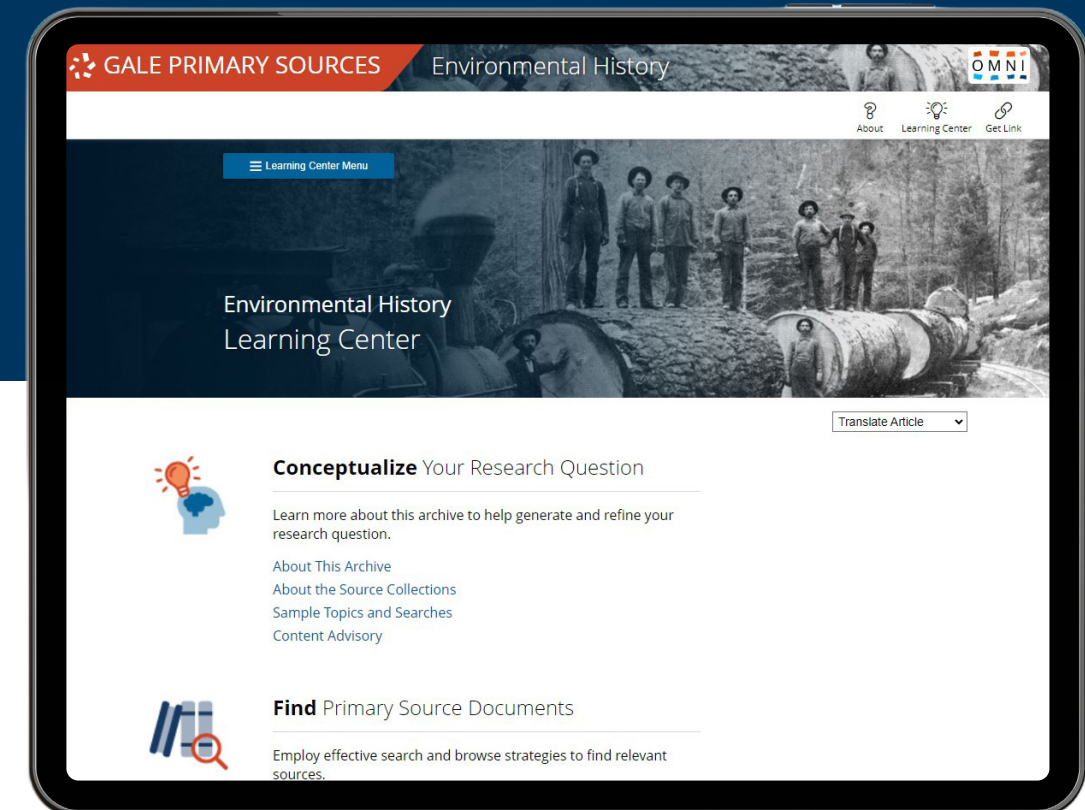 GALE PRIMARY SOURCES
Environmental History
OMNI
About
Learning Center
Get Link
Learning Center Menu
Environmental History
Learning Center
Translate Article
Conceptualize Your Research Question
Learn more about this archive to help generate and refine your
research question.
About This Archive
About the Source Collections
Sample Topics and Searches
Content Advisory
Find Primary Source Documents
Employ effective search and browse strategies to find relevant
sources.